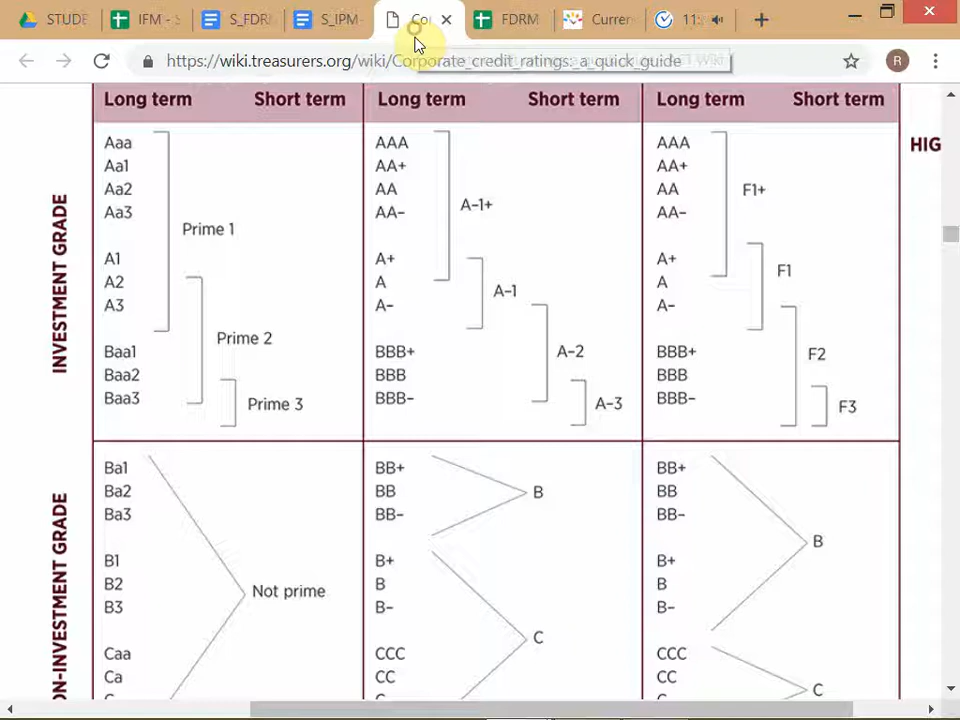 STUDE IFM - S S_FDRM S_IPM- Co FDRM Curren 11:
https://wiki.treasurers.org/wiki/Corporate_credit_ratings:_a_quick_guide
R
Long term Short term Long term Short term Long term Short term
HIG
INVESTMENT GRADE
Aaa AAA AAA
Aa1 AA+ AA+
Aa2 AA AA F1+
Aa3 AA- A-1+ AA-
Prime 1
A1 A+ A+ F1
A2 A A
A3 A- A-1 A-
Prime 2
Baa1 BBB+ A-2 BBB+ F2
Baa2 BBB BBB
Baa3 Prime 3 BBB- A-3 BBB- F3
ON-INVESTMENT GRADE
Ba1 BB+ BB+
Ba2 BB B BB
Ba3 BB- BB-
B
B1 B+ B+
B2 Not prime B B
B3 B- B-
C
Caa CCC CCC
Ca CC CC C